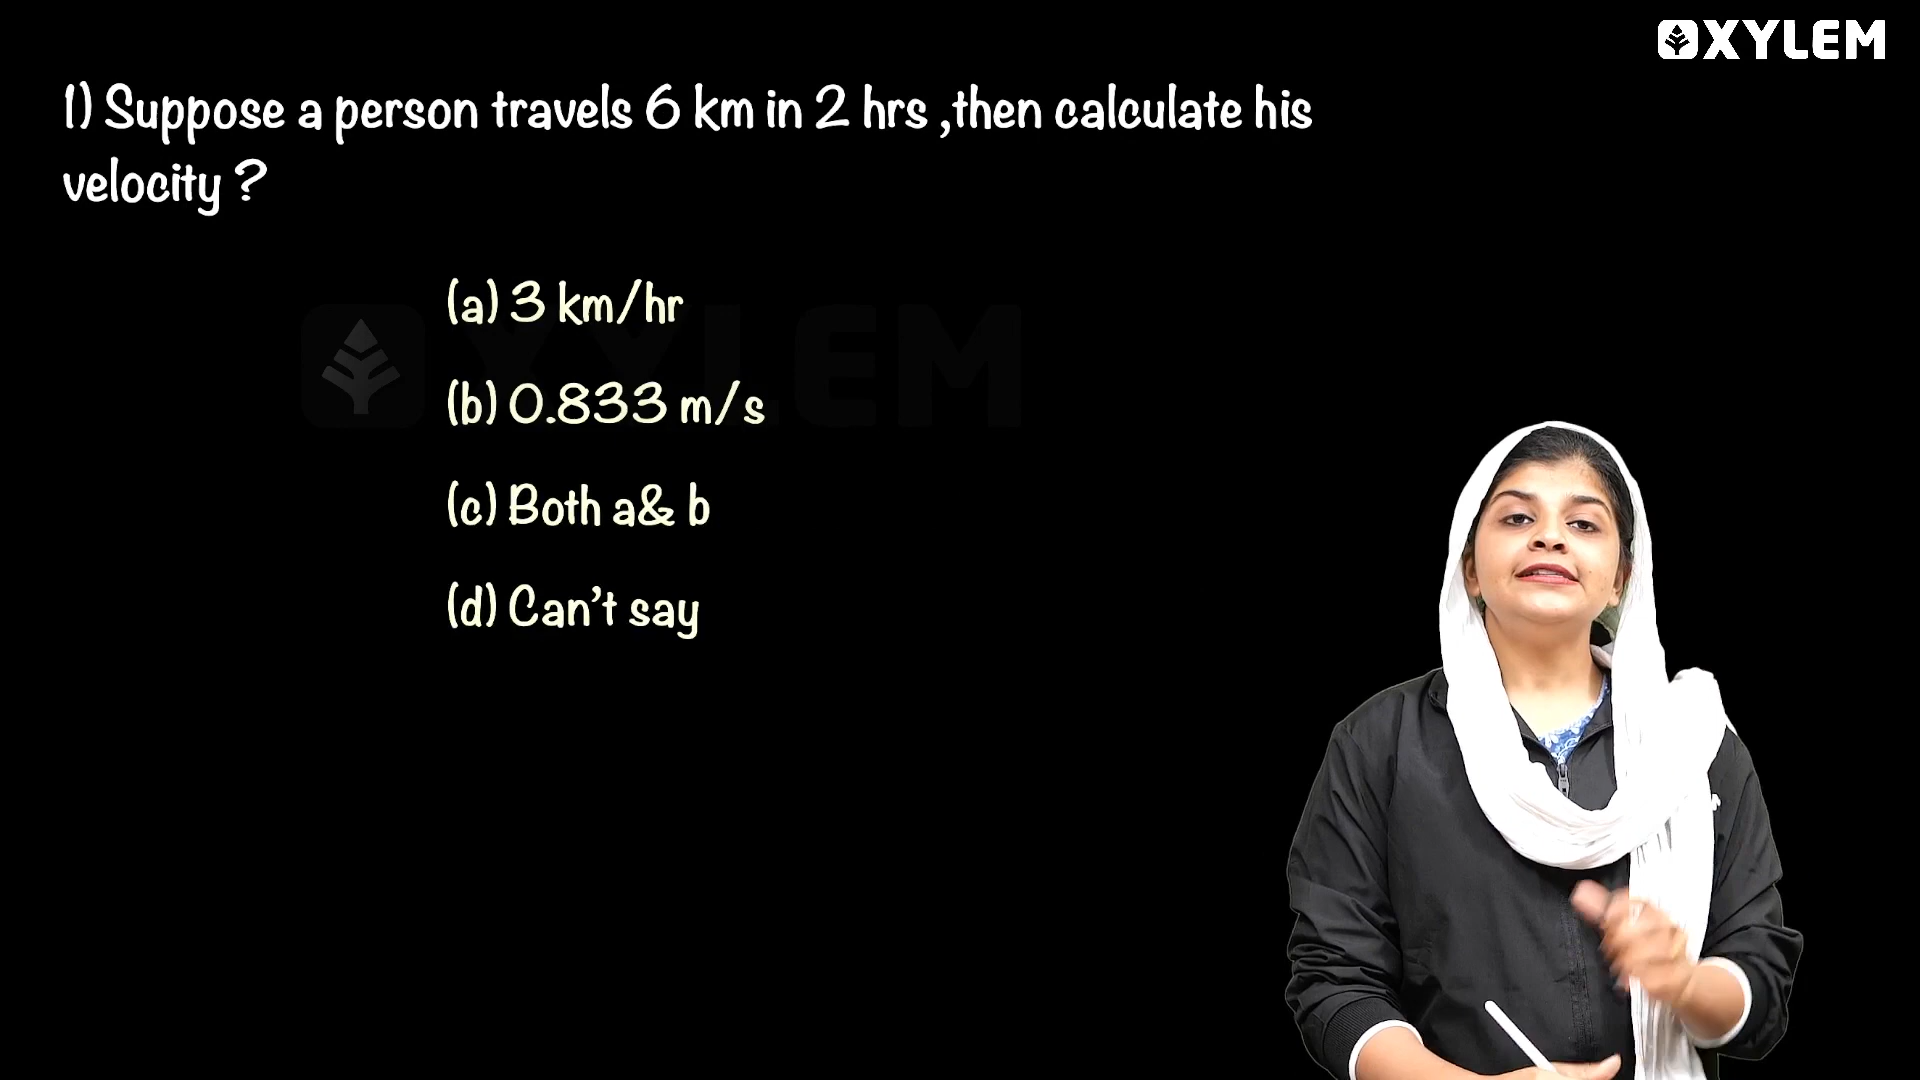 XYLEM
1) Suppose a person travels 6 km in 2 hrs ,then calculate his
velocity ?
(a) 3 km/hr
XYLEM
(b) 0.833 m/s
(c) Both a& b
(d) Can't say